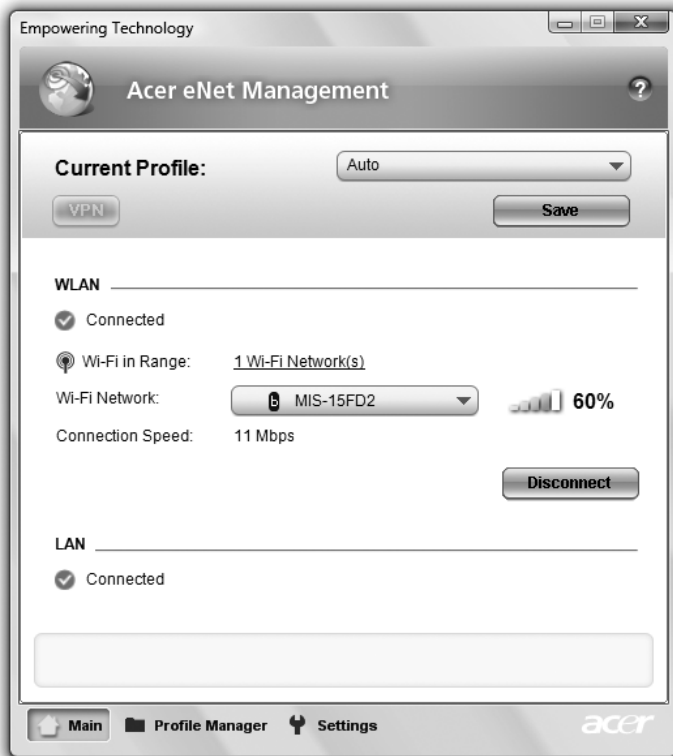 Empowering Technology
Acer eNet Management ?
Current Profile: Auto
VPN Save
WLAN
Connected
Wi-Fi in Range: 1 Wi-Fi Network(s)
Wi-Fi Network: b MIS-15FD2 60%
Connection Speed: 11 Mbps
Disconnect
LAN
Connected
Main Profile Manager Settings acer